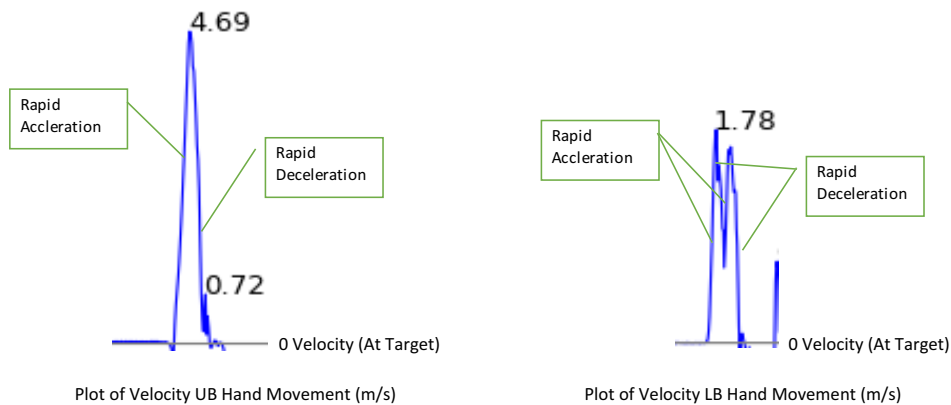 4.69
Rapid
Accleration
Rapid
Deceleration
0.72
0 Velocity (At Target)
Plot of Velocity UB Hand Movement (m/s)
1.78
Rapid
Acceleration
Rapid
Deceleration
0 Velocity (At Target)
Plot of Velocity LB Hand Movement (m/s)